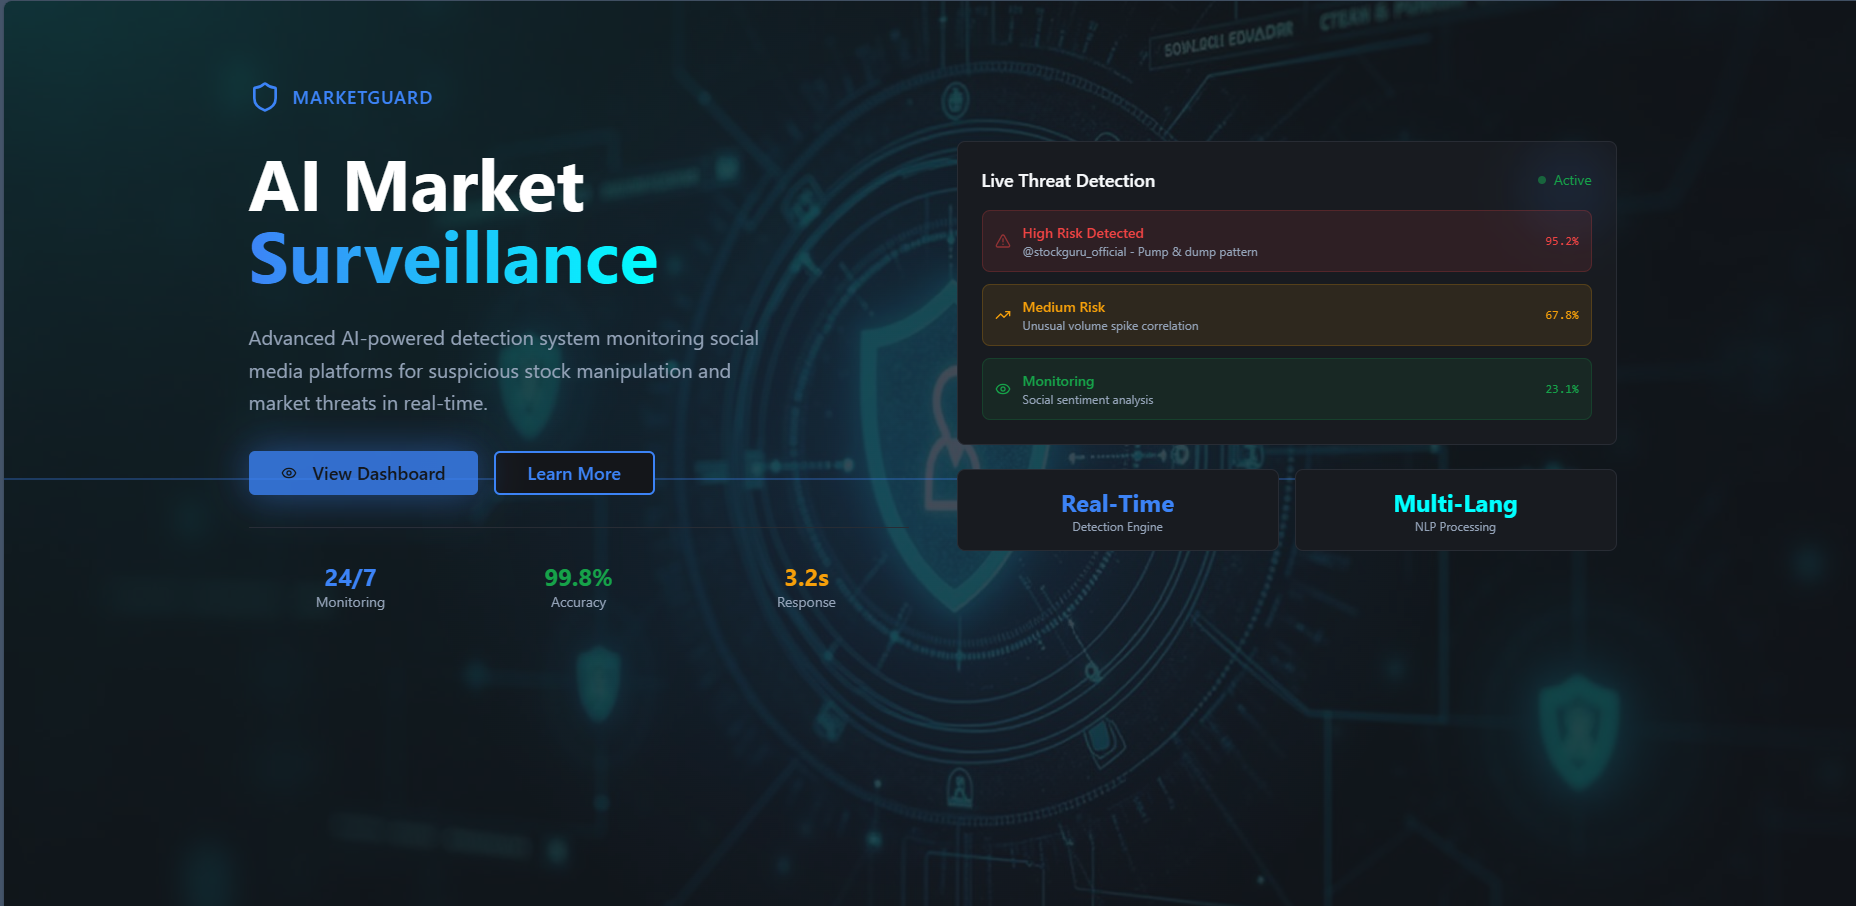 MARKETGUARD
AI Market
Surveillance
Advanced AI-powered detection system monitoring social
media platforms for suspicious stock manipulation and
market threats in real-time.
View Dashboard
Learn More
24/7
Monitoring
99.8%
Accuracy
3.2s
Response
Live Threat Detection
Active
High Risk Detected
@stockguru_official - Pump & dump pattern
95.2%
Medium Risk
Unusual volume spike correlation
67.8%
Monitoring
Social sentiment analysis
23.1%
Real-Time
Detection Engine
Multi-Lang
NLP Processing